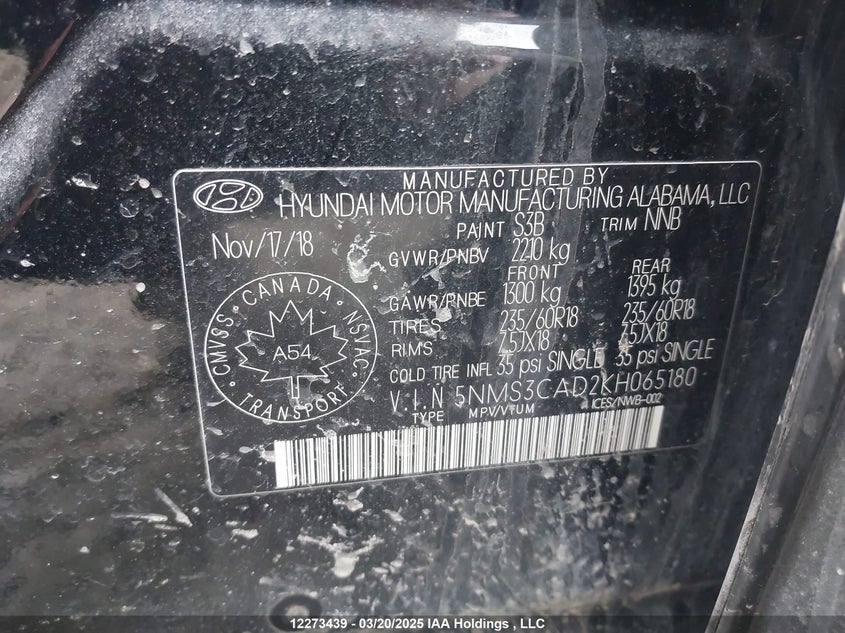 MANUFACTURED BY
HYUNDAI MOTOR MANUFACTURING ALABAMA, LLC
Nov/17/18
PAINT S3B TRIM NNB
GVWR/PNBV 2210 kg
FRONT REAR
GAWR/PNBE 1300 kg 1395 kg
TIRES 235/60R18 235/60R18
RIMS 7.5JX18 7.5JX18
COLD TIRE INFL 35 psi SINGLE 35 psi SINGLE
V.I.N 5NMS3CAD2KH065180
TYPE MPV/VTUM ICES/NWB-002
CMVSS · CANADA · NSVAC
A54
TRANSPORT
12273439 - 03/20/2025 IAA Holdings , LLC